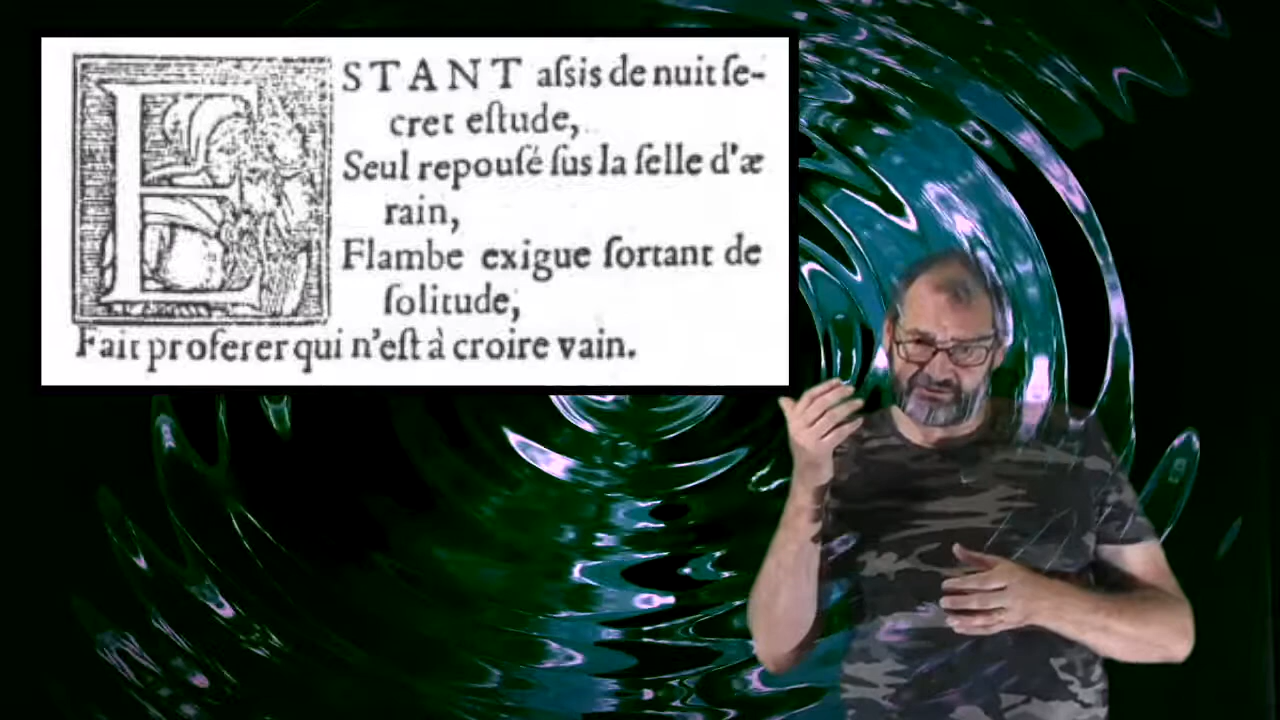 ESTANT aſsis de nuit ſe-
cret eſtude,
Seul repouſé ſus la ſelle d'æ
rain,
Flambe exigue ſortant de
ſolitude,
Fait proferer qui n'eſt à croire vain.